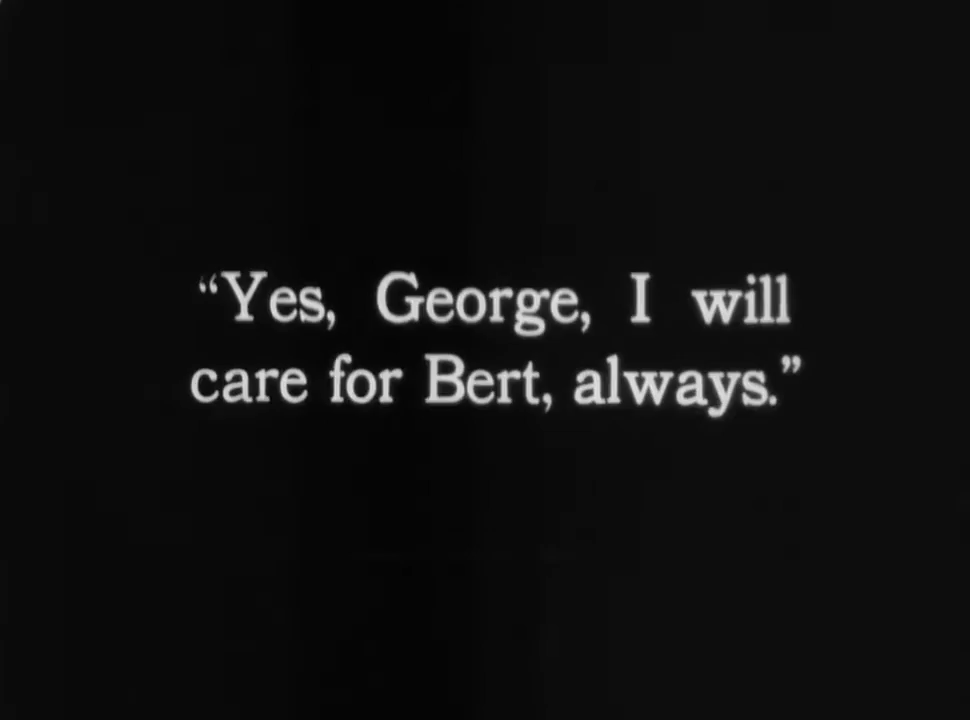 “Yes, George, I will
care for Bert, always.”